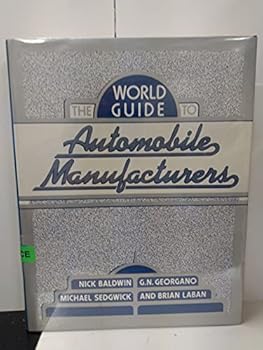 WORLD
THE GUIDE TO
Automobile
Manufacturers
NICK BALDWIN G.N. GEORGANO
MICHAEL SEDGWICK AND BRIAN LABAN